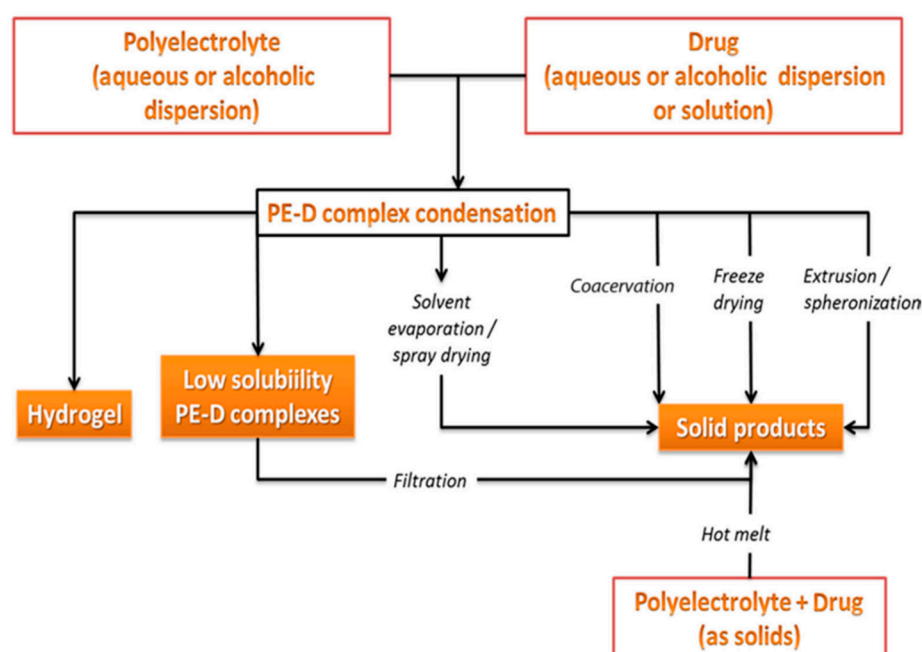 Polyelectrolyte
(aqueous or alcoholic
dispersion)
Drug
(aqueous or alcoholic dispersion
or solution)
PE-D complex condensation
Solvent
evaporation /
spray drying
Coacervation
Freeze
drying
Extrusion /
spheronization
Hydrogel
Low solubiility
PE-D complexes
Solid products
Filtration
Hot melt
Polyelectrolyte + Drug
(as solids)